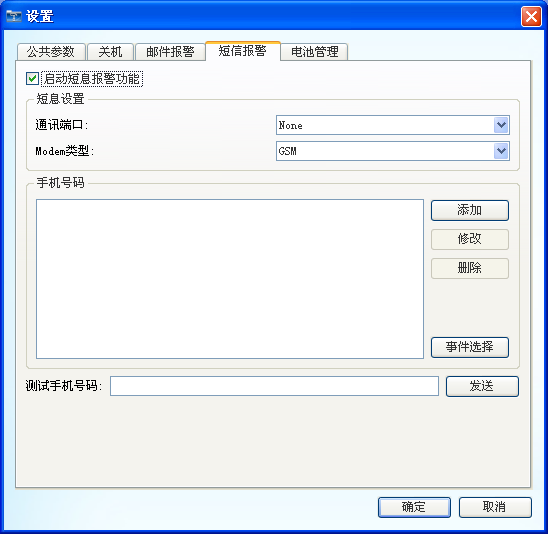 设置
公共参数 关机 邮件报警 短信报警 电池管理
启动短息报警功能
短息设置
通讯端口: None
Modem类型: GSM
手机号码
添加
修改
删除
事件选择
测试手机号码: 发送
确定 取消